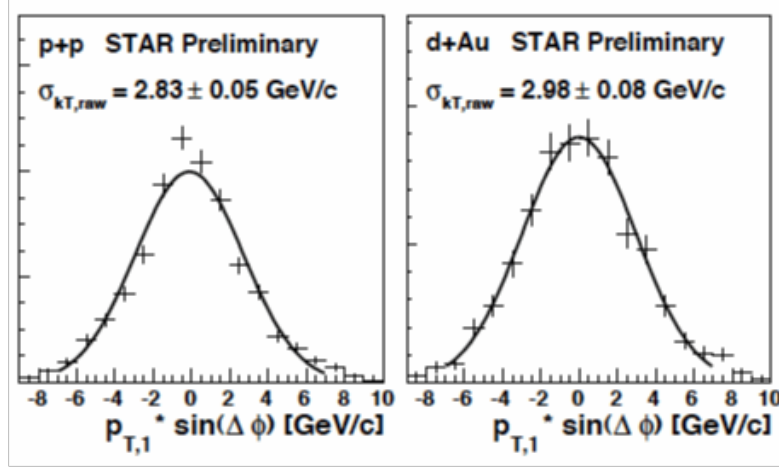 p+p STAR Preliminary
σkT,raw = 2.83 ± 0.05 GeV/c
-8 -6 -4 -2 0 2 4 6 8 10
pT,1 * sin(Δ ϕ) [GeV/c]
d+Au STAR Preliminary
σkT,raw = 2.98 ± 0.08 GeV/c
-8 -6 -4 -2 0 2 4 6 8 10
pT,1 * sin(Δ ϕ) [GeV/c]